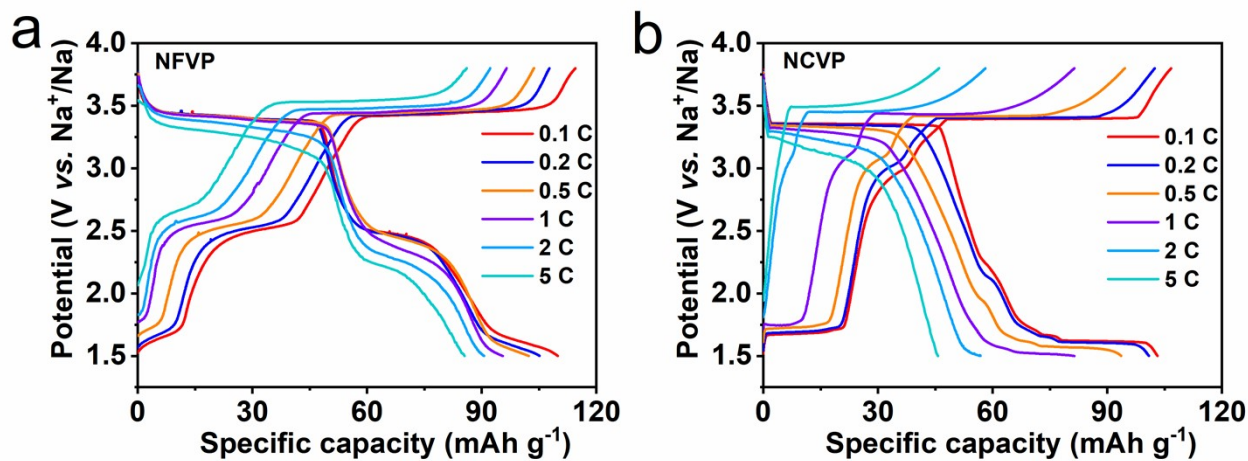 a
NFVP
4.0
3.5
3.0
2.5
2.0
1.5
Potential (V vs. Na⁺/Na)
0 30 60 90 120
Specific capacity (mAh g⁻¹)
0.1 C
0.2 C
0.5 C
1 C
2 C
5 C
b
NCVP
4.0
3.5
3.0
2.5
2.0
1.5
Potential (V vs. Na⁺/Na)
0 30 60 90 120
Specific capacity (mAh g⁻¹)
0.1 C
0.2 C
0.5 C
1 C
2 C
5 C